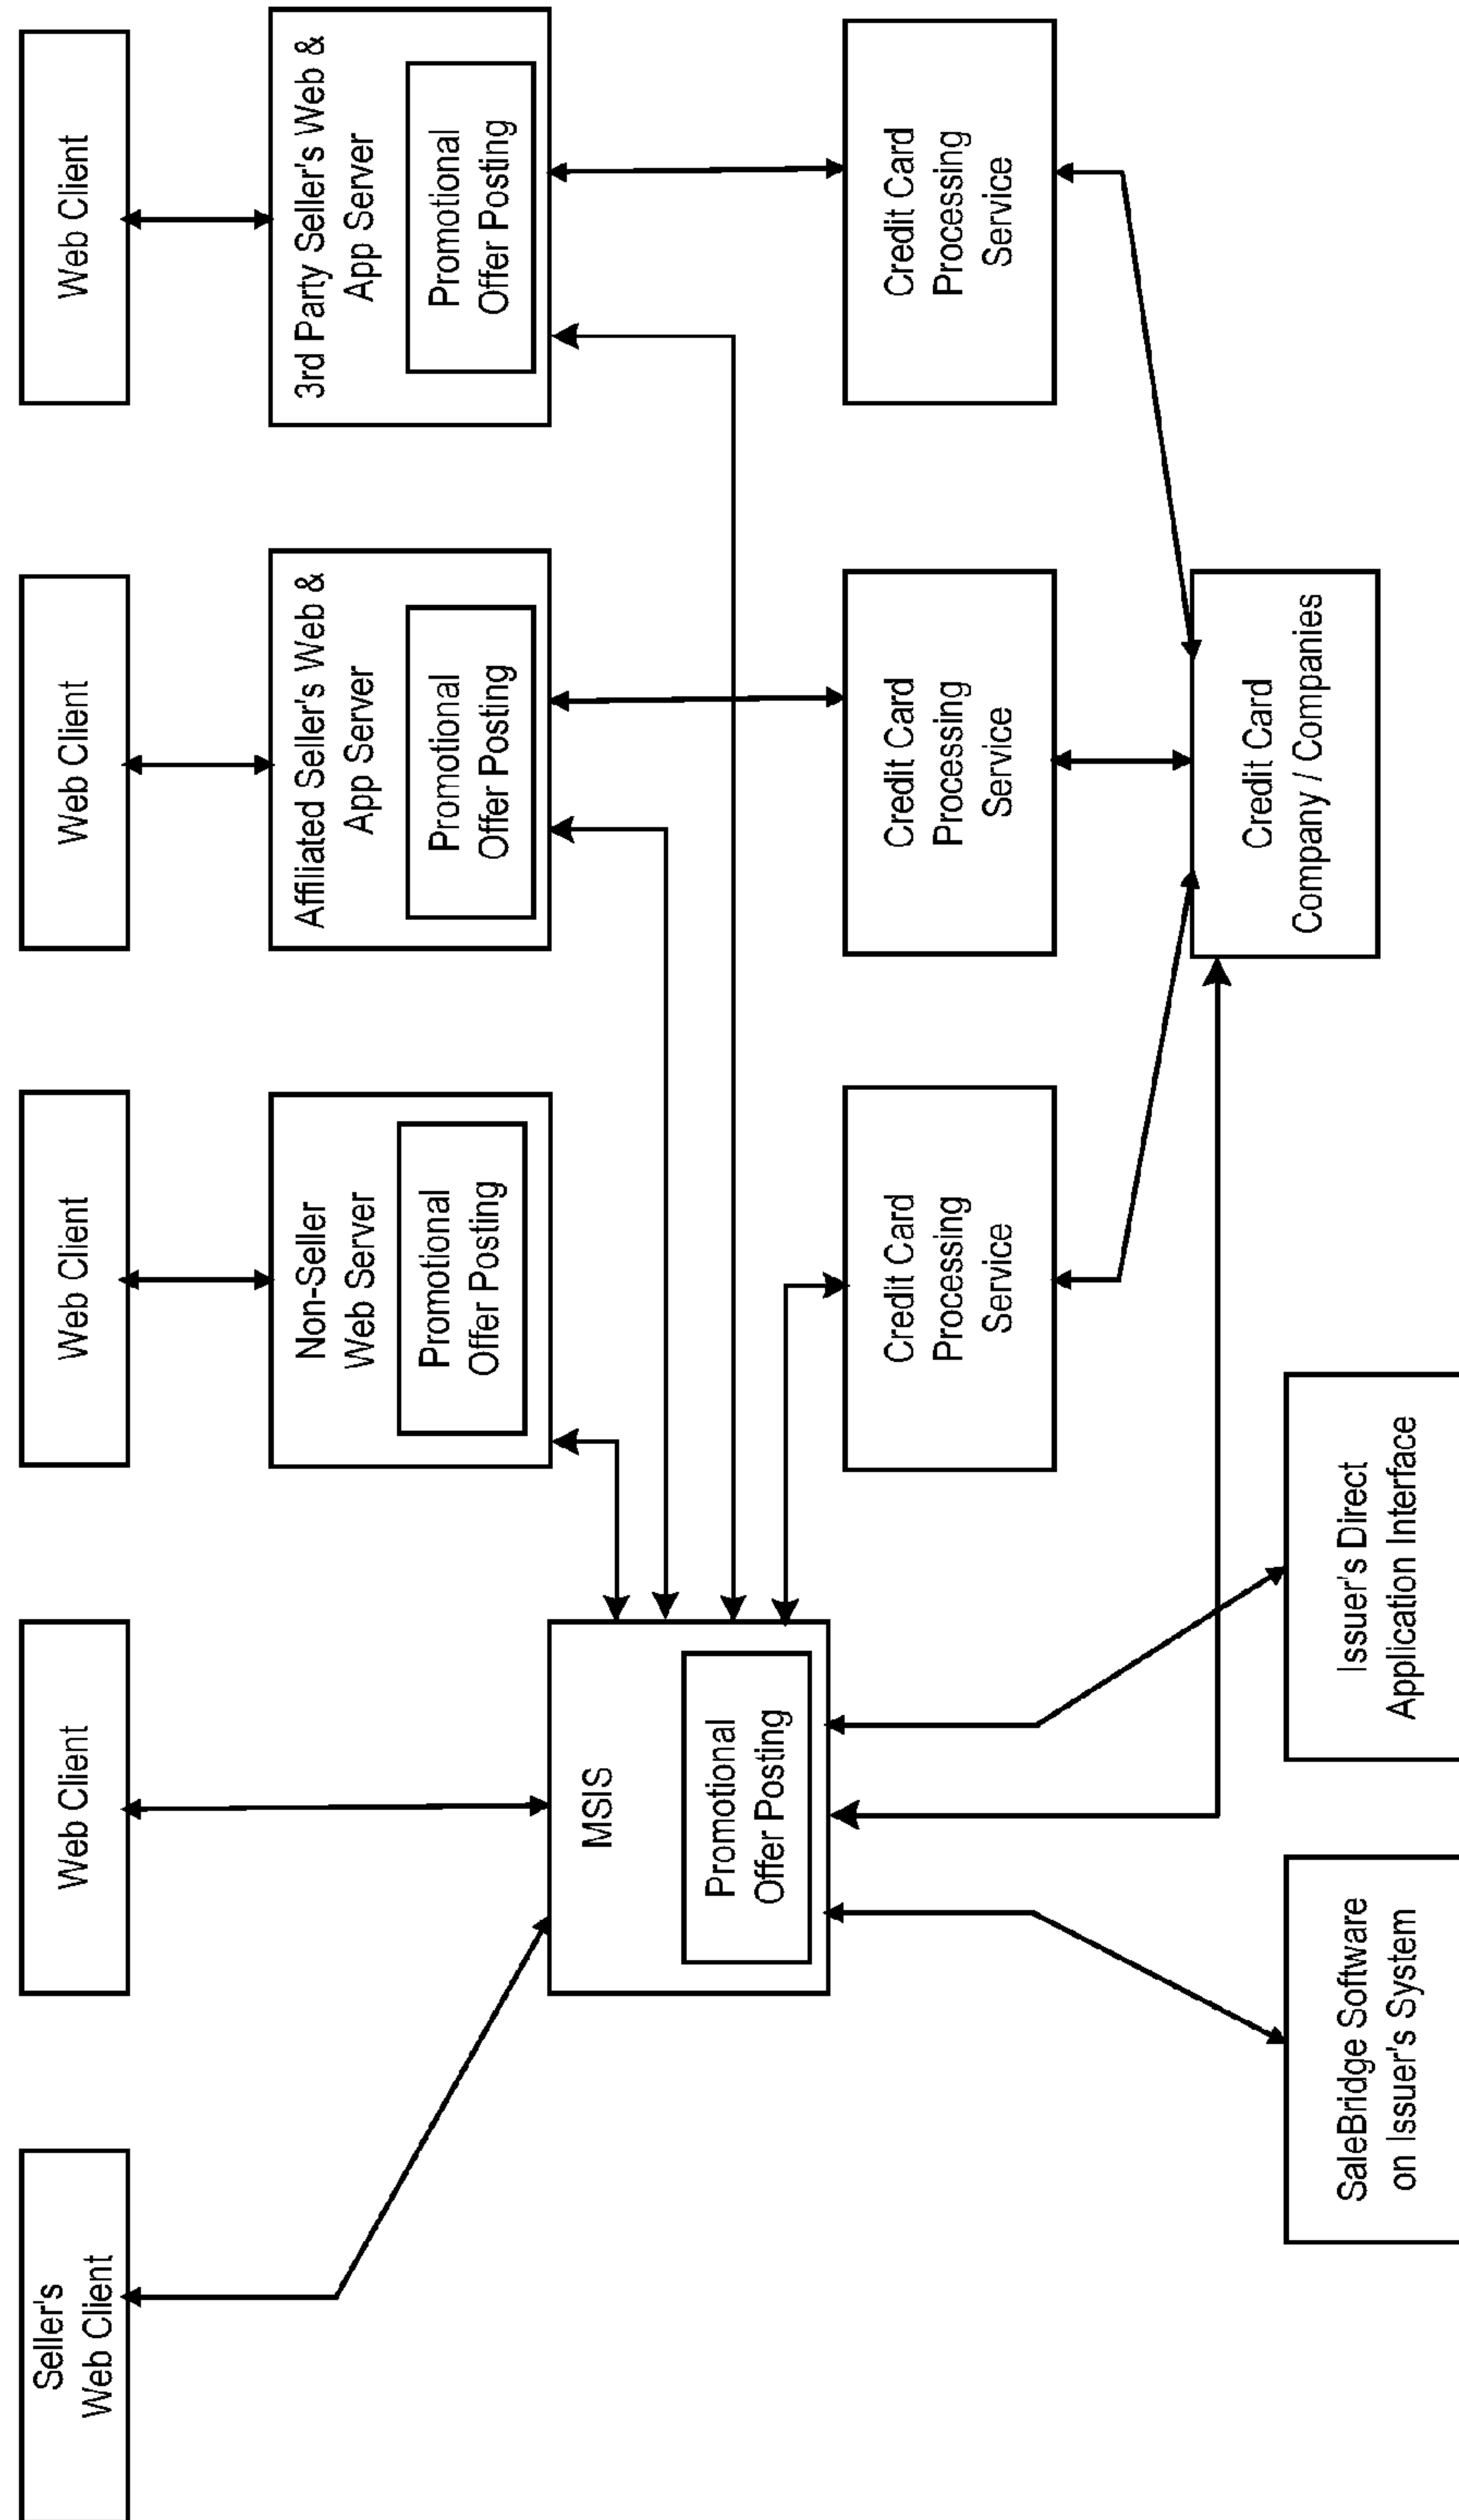 Seller's
Web Client
Web Client
Web Client
Web Client
Web Client
Non-Seller
Web Server
Promotional
Offer Posting
Affiliated Seller's Web &
App Server
Promotional
Offer Posting
3rd Party Seller's Web &
App Server
Promotional
Offer Posting
MSIS
Promotional
Offer Posting
Credit Card
Processing
Service
Credit Card
Processing
Service
Credit Card
Processing
Service
Credit Card
Company / Companies
SaleBridge Software
on Issuer's System
Issuer's Direct
Application Interface